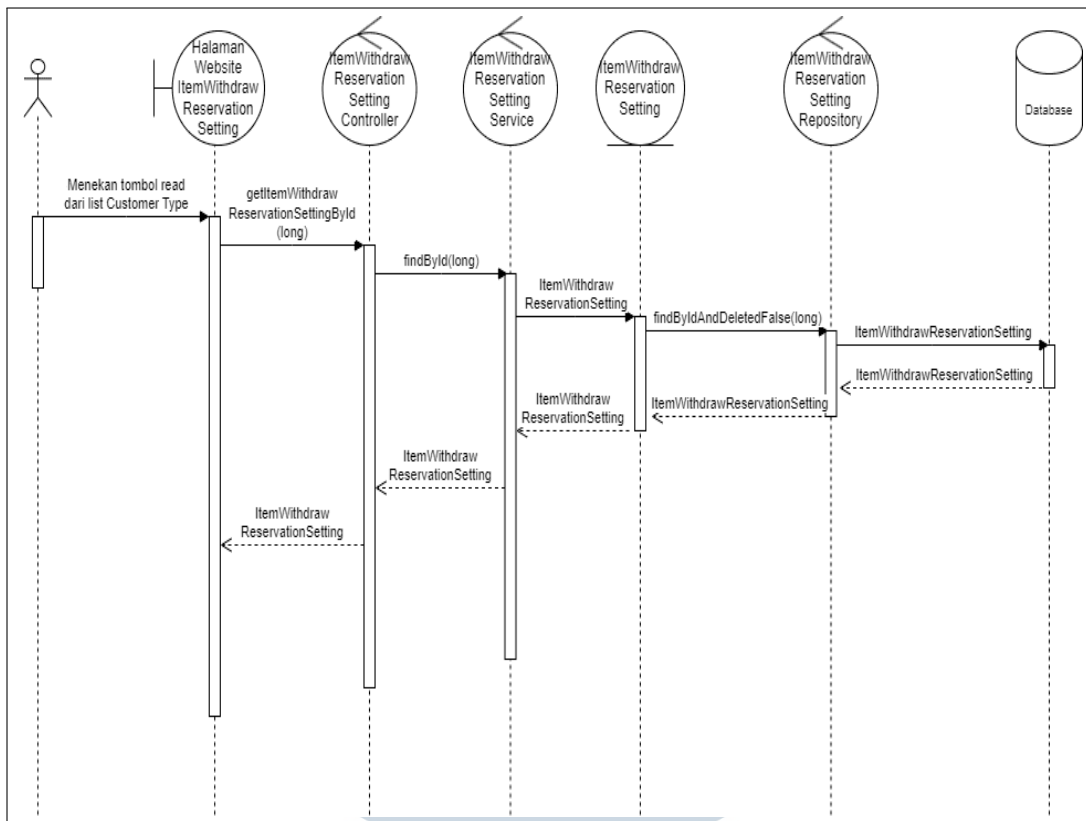 Halaman
Website
ItemWithdraw
Reservation
Setting
ItemWithdraw
Reservation
Setting
Controller
ItemWithdraw
Reservation
Setting
Service
ItemWithdraw
Reservation
Setting
ItemWithdraw
Reservation
Setting
Repository
Database
Menekan tombol read
dari list Customer Type
getItemWithdraw
ReservationSettingById
(long)
findById(long)
ItemWithdraw
ReservationSetting
findByIdAndDeletedFalse(long)
ItemWithdrawReservationSetting
ItemWithdrawReservationSetting
ItemWithdrawReservationSetting
ItemWithdraw
ReservationSetting
ItemWithdraw
ReservationSetting
ItemWithdraw
ReservationSetting